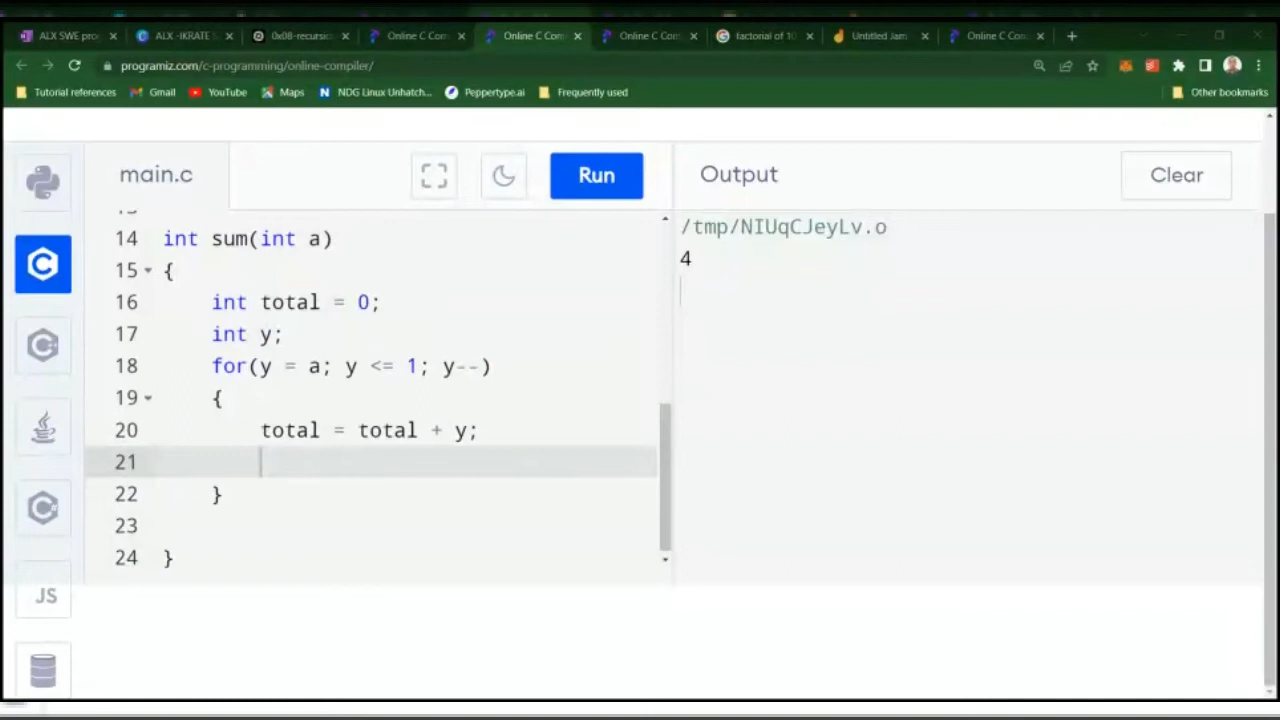 ALX SWE pro
ALX -IKRATE S
0x08-recursi
Online C Com
Online C Com
Online C Com
factorial of 10
Untitled Jam
Online C Com
programiz.com/c-programming/online-compiler/
Tutorial references
Gmail
YouTube
Maps
NDG Linux Unhatch...
Peppertype.ai
Frequently used
Other bookmarks
main.c
Run
Output
Clear
14 int sum(int a)
15 {
16 int total = 0;
17 int y;
18 for(y = a; y <= 1; y--)
19 {
20 total = total + y;
21
22 }
23
24 }
/tmp/NIUqCJeyLv.o
4
JS